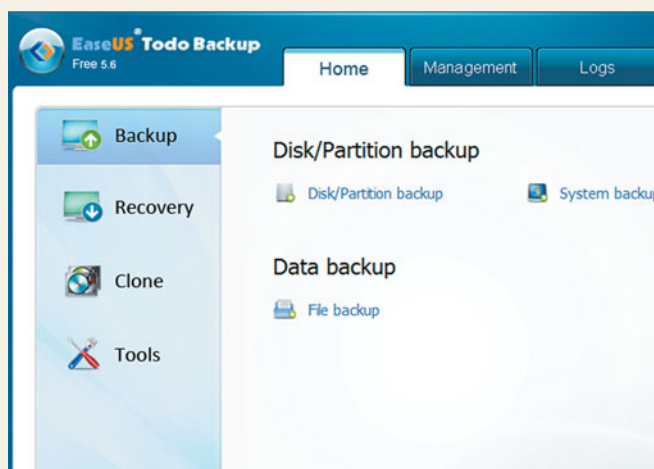 EaseUS® Todo Backup
Free 5.6
Home Management Logs
Backup
Recovery
Clone
Tools
Disk/Partition backup
Disk/Partition backup System backup
Data backup
File backup